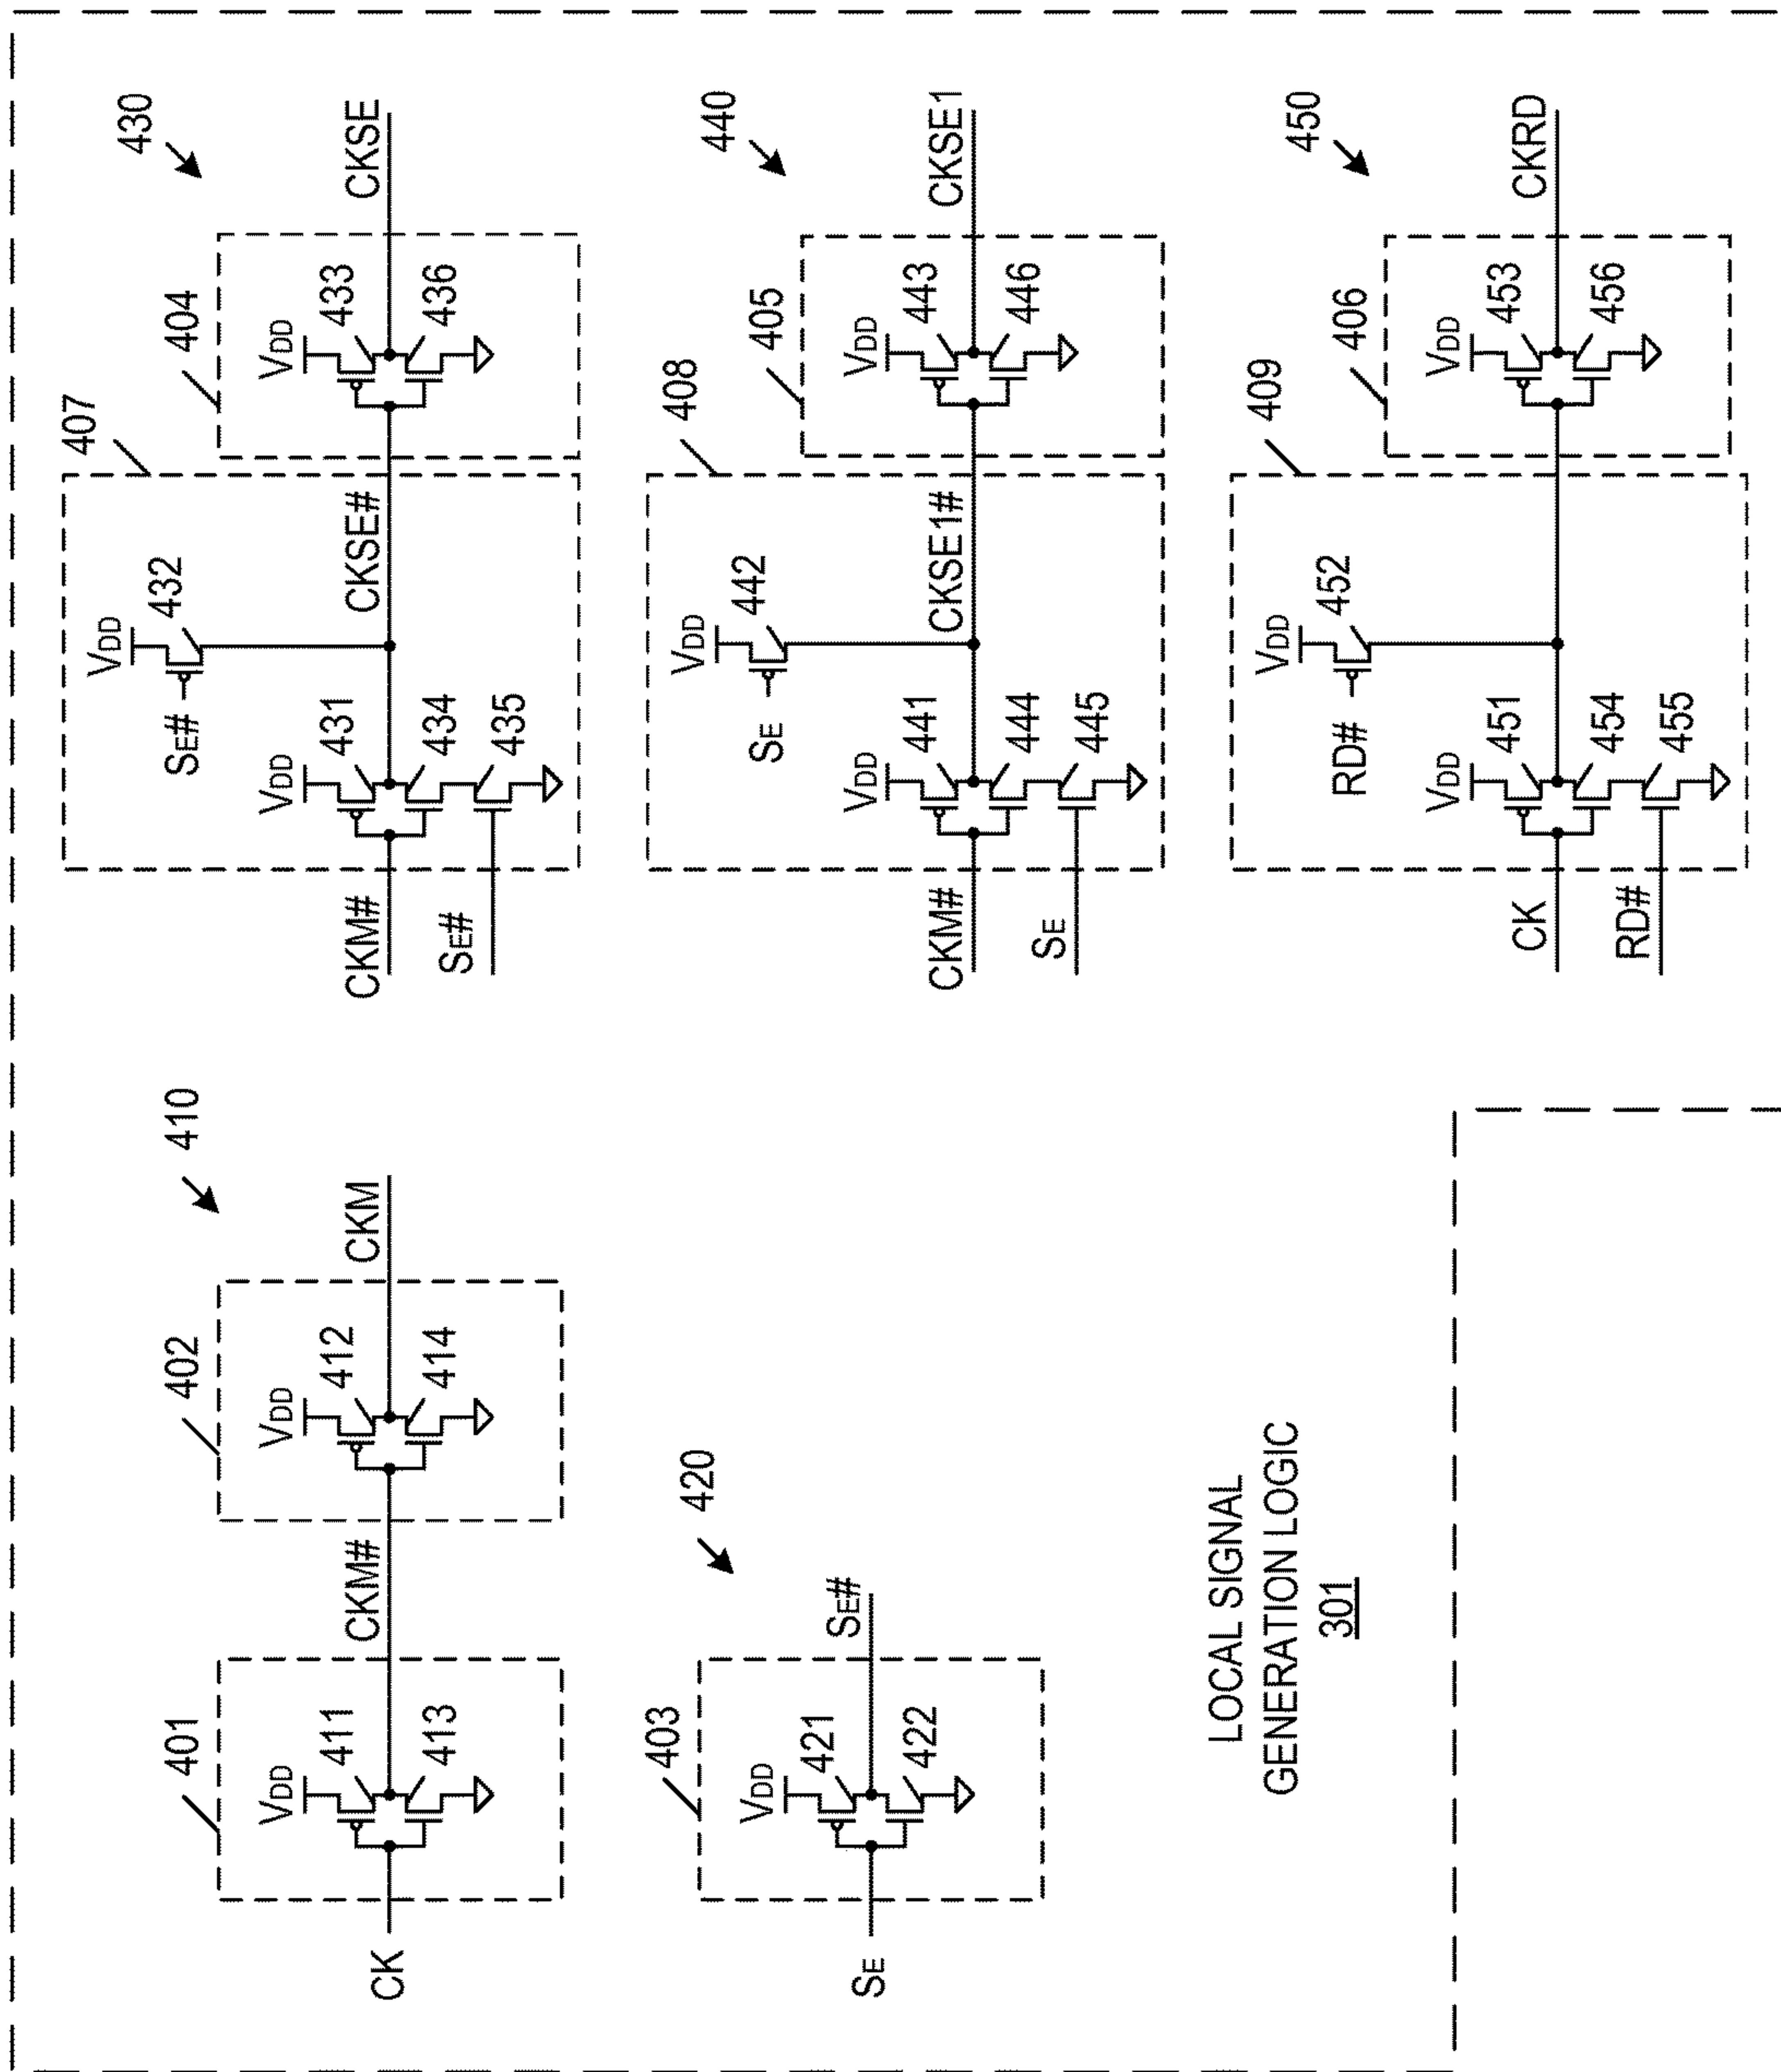 430
CKSE
404
VDD
433
436
407
SE#
VDD
432
CKSE#
VDD
431
434
435
CKM#
SE#
440
CKSE1
405
VDD
443
446
408
SE
VDD
442
CKSE1#
VDD
441
444
445
CKM#
SE
450
CKRD
406
VDD
453
456
409
RD#
VDD
452
VDD
451
454
455
CK
RD#
410
CKM
402
VDD
412
414
CKM#
401
VDD
411
413
CK
420
SE#
403
VDD
421
422
SE
LOCAL SIGNAL
GENERATION LOGIC
301